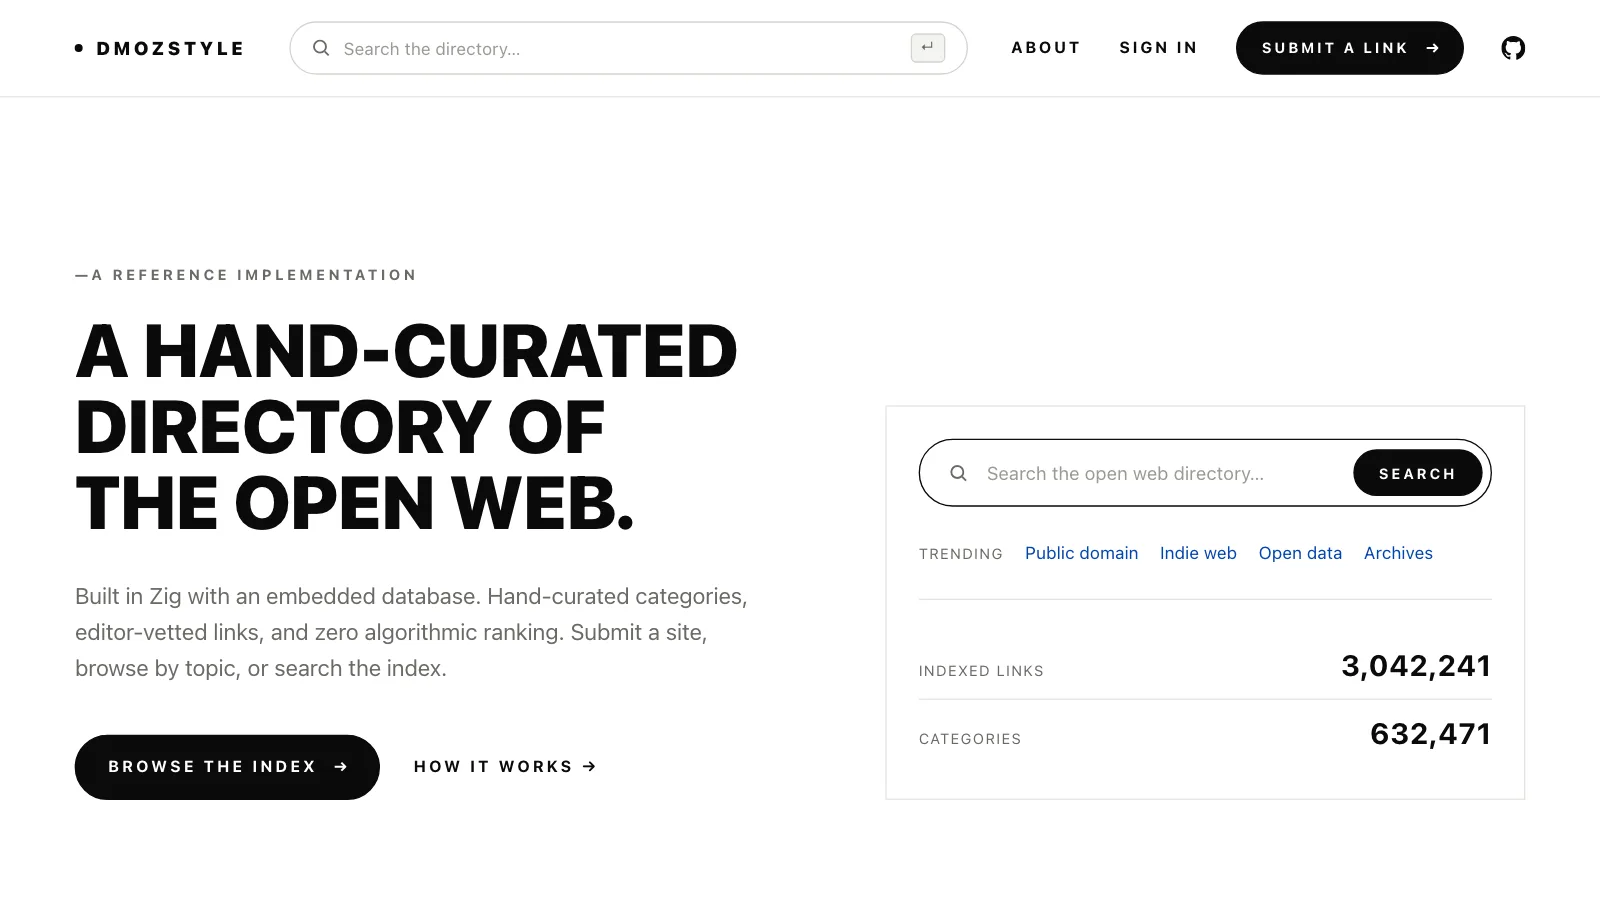 DMOZSTYLE
Search the directory...
ABOUT
SIGN IN
SUBMIT A LINK →
—A REFERENCE IMPLEMENTATION
A HAND-CURATED
DIRECTORY OF
THE OPEN WEB.
Built in Zig with an embedded database. Hand-curated categories,
editor-vetted links, and zero algorithmic ranking. Submit a site,
browse by topic, or search the index.
BROWSE THE INDEX →
HOW IT WORKS →
Search the open web directory...
SEARCH
TRENDING Public domain Indie web Open data Archives
INDEXED LINKS 3,042,241
CATEGORIES 632,471